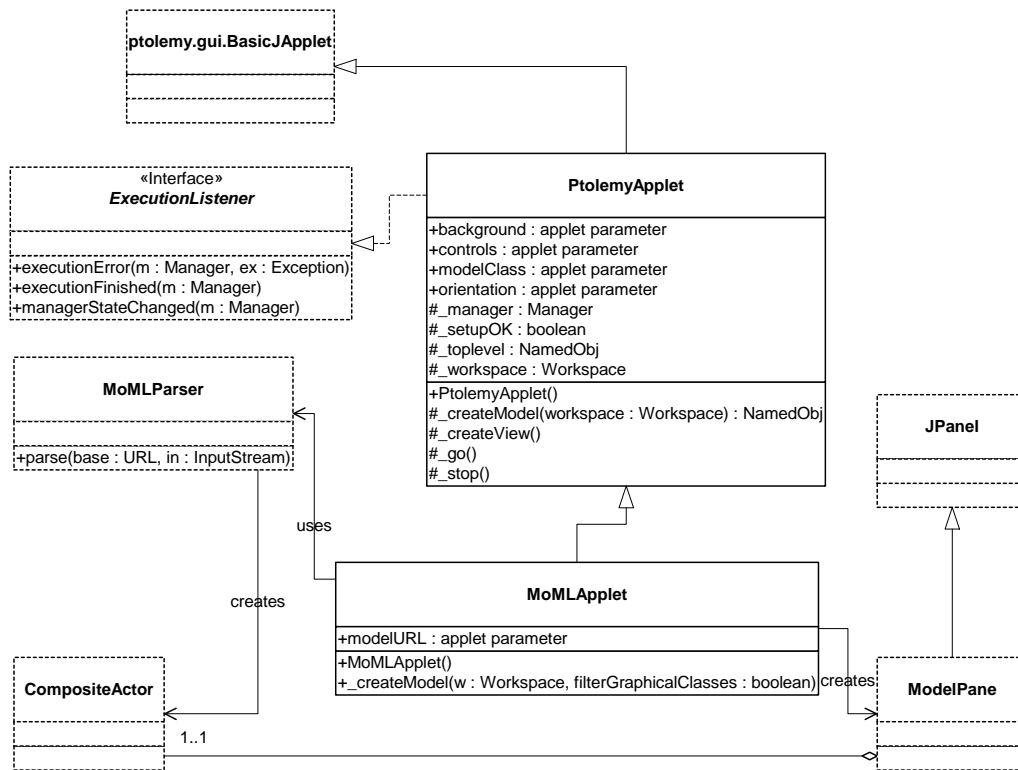 ptolemy.gui.BasicJApplet
«Interface»
ExecutionListener
+executionError(m : Manager, ex : Exception)
+executionFinished(m : Manager)
+managerStateChanged(m : Manager)
PtolemyApplet
+background : applet parameter
+controls : applet parameter
+modelClass : applet parameter
+orientation : applet parameter
#_manager : Manager
#_setupOK : boolean
#_toplevel : NamedObj
#_workspace : Workspace
+PtolemyApplet()
#_createModel(workspace : Workspace) : NamedObj
#_createView()
#_go()
#_stop()
MoMLParser
+parse(base : URL, in : InputStream)
JPanel
uses
creates
MoMLApplet
+modelURL : applet parameter
+MoMLApplet()
+_createModel(w : Workspace, filterGraphicalClasses : boolean)
creates
CompositeActor
1..1
ModelPane